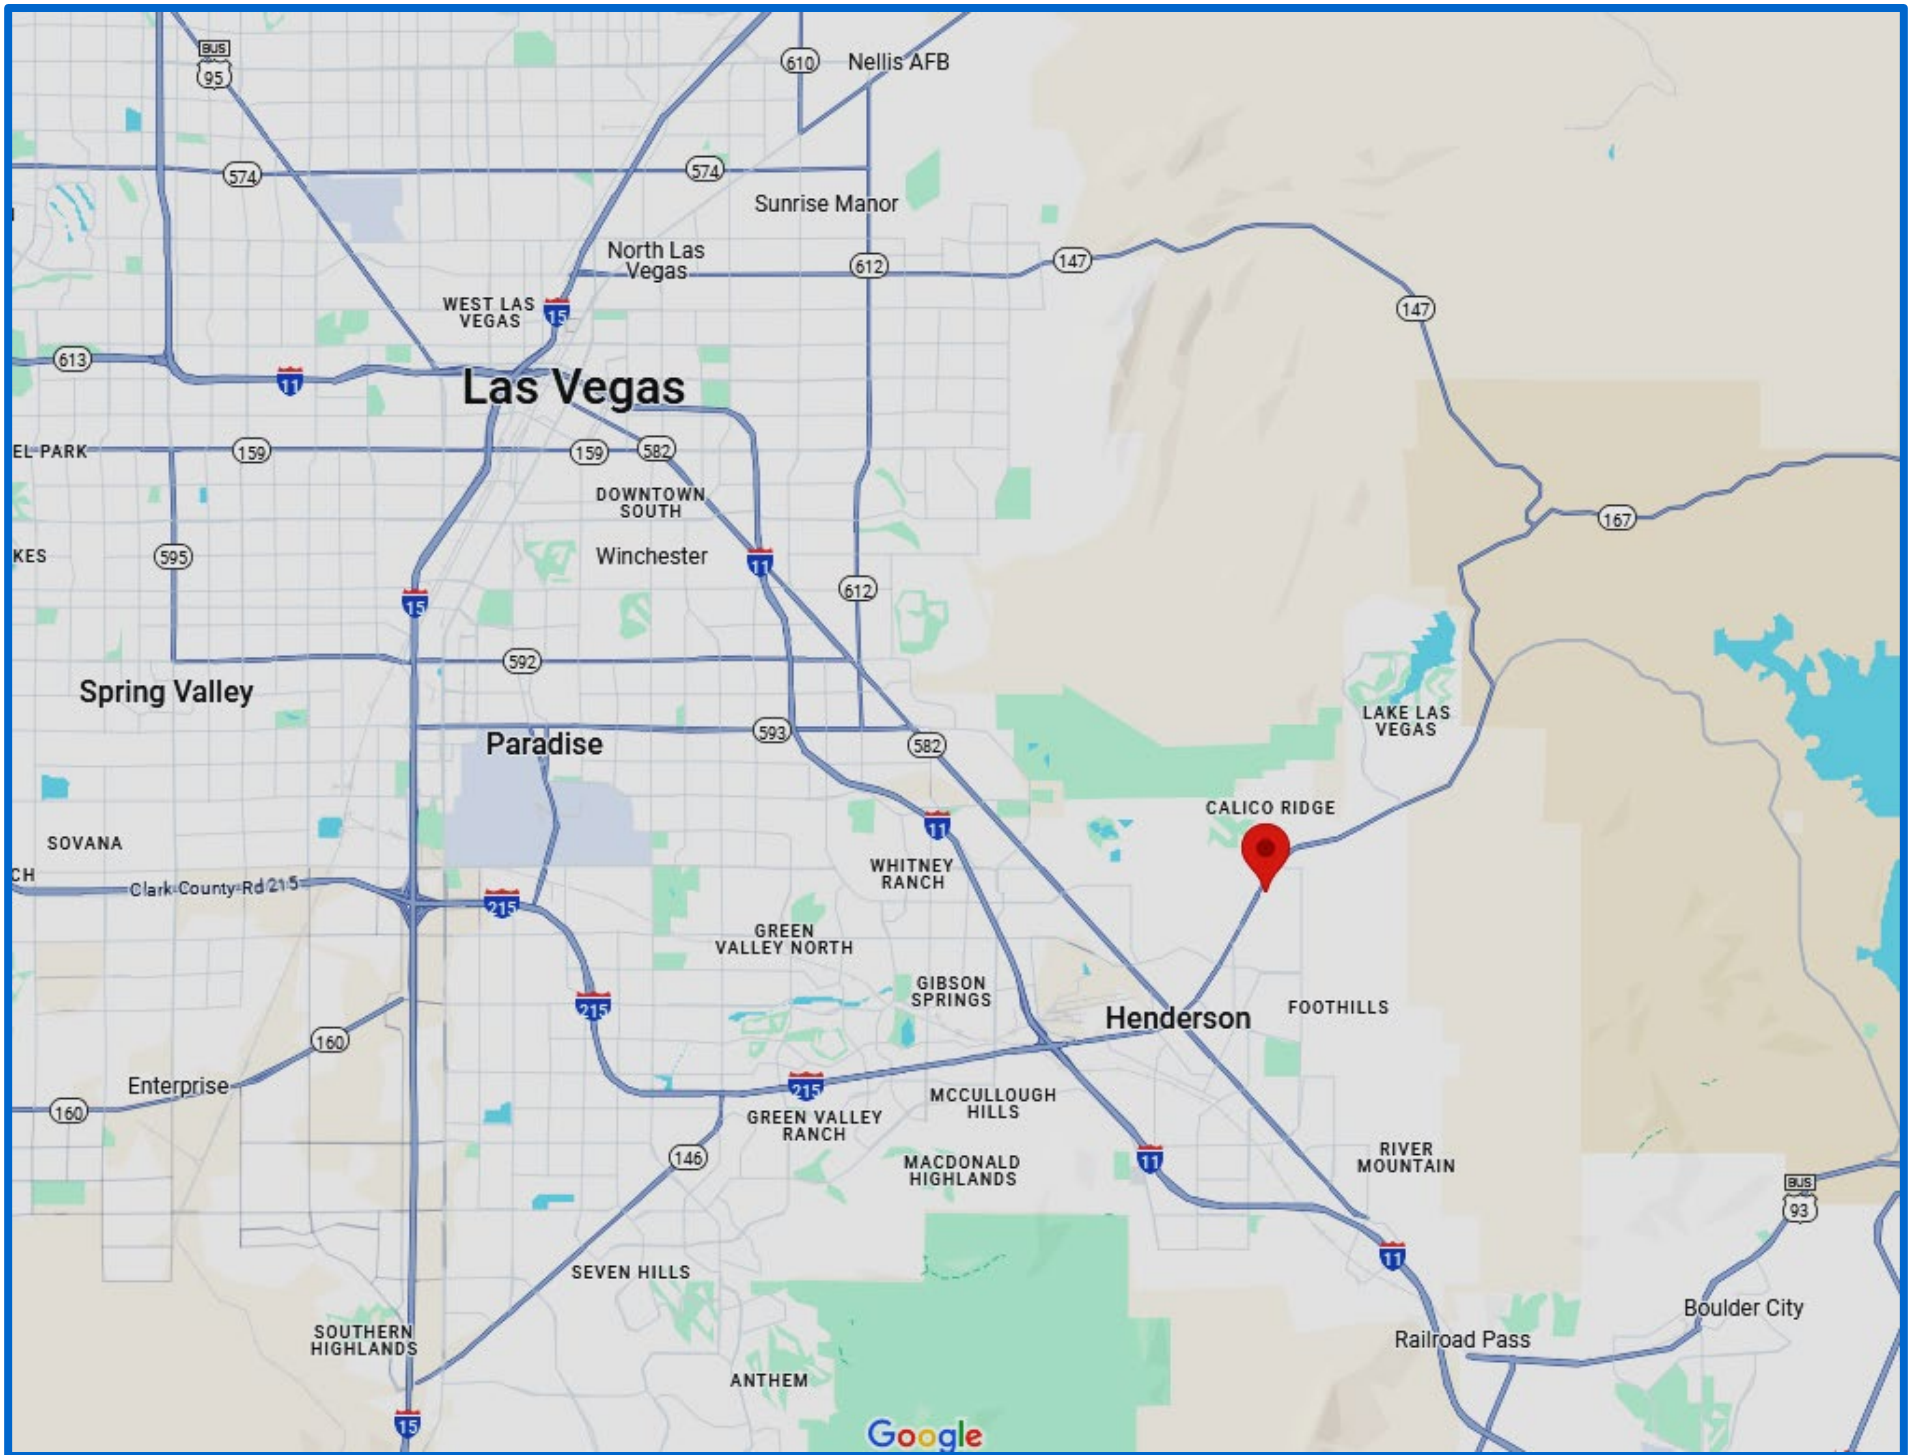 BUS
95
610
Nellis AFB
574
574
Sunrise Manor
North Las
Vegas
612
147
147
WEST LAS
VEGAS
15
613
11
Las Vegas
EL PARK
159
159
582
DOWNTOWN
SOUTH
167
KES
595
Winchester
11
612
15
592
Spring Valley
LAKE LAS
VEGAS
Paradise
593
582
CALICO RIDGE
11
SOVANA
WHITNEY
RANCH
CH
Clark County Rd 215
215
GREEN
VALLEY NORTH
GIBSON
SPRINGS
215
Henderson
FOOTHILLS
160
Enterprise
160
215
MCCULLOUGH
HILLS
GREEN VALLEY
RANCH
146
MACDONALD
HIGHLANDS
11
RIVER
MOUNTAIN
BUS
93
11
SEVEN HILLS
Boulder City
SOUTHERN
HIGHLANDS
Railroad Pass
ANTHEM
15
Google